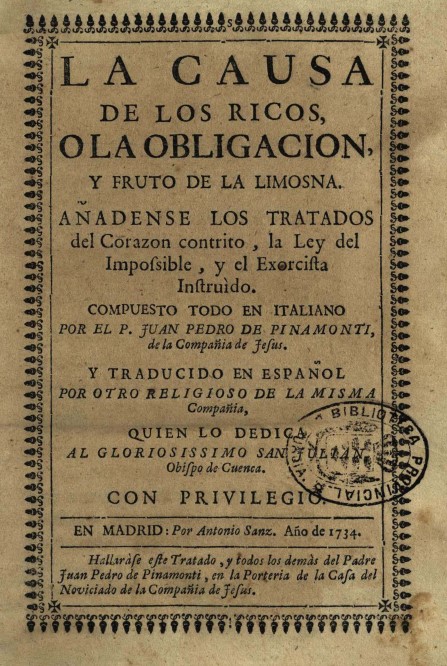 LA CAUSA
DE LOS RICOS,
O LA OBLIGACION,
Y FRUTO DE LA LIMOSNA.
AÑADENSE LOS TRATADOS
del Corazon contrito, la Ley del
Impoſsible, y el Exorciſta
Inſtruìdo.
COMPUESTO TODO EN ITALIANO
POR EL P. JUAN PEDRO DE PINAMONTI,
de la Compañia de Jeſus.
Y TRADUCIDO EN ESPAÑOL
POR OTRO RELIGIOSO DE LA MISMA
Compañia,
QUIEN LO DEDICA
AL GLORIOSISSIMO SAN JULIAN
Obiſpo de Cuenca.
CON PRIVILEGIO.
EN MADRID: Por Antonio Sanz. Año de 1734.
Hallaràſe eſte Tratado, y todos los demàs del Padre
Juan Pedro de Pinamonti, en la Porteria de la Caſa del
Noviciado de la Compañia de Jeſus.
BIBLIOTECA PROVINCIAL